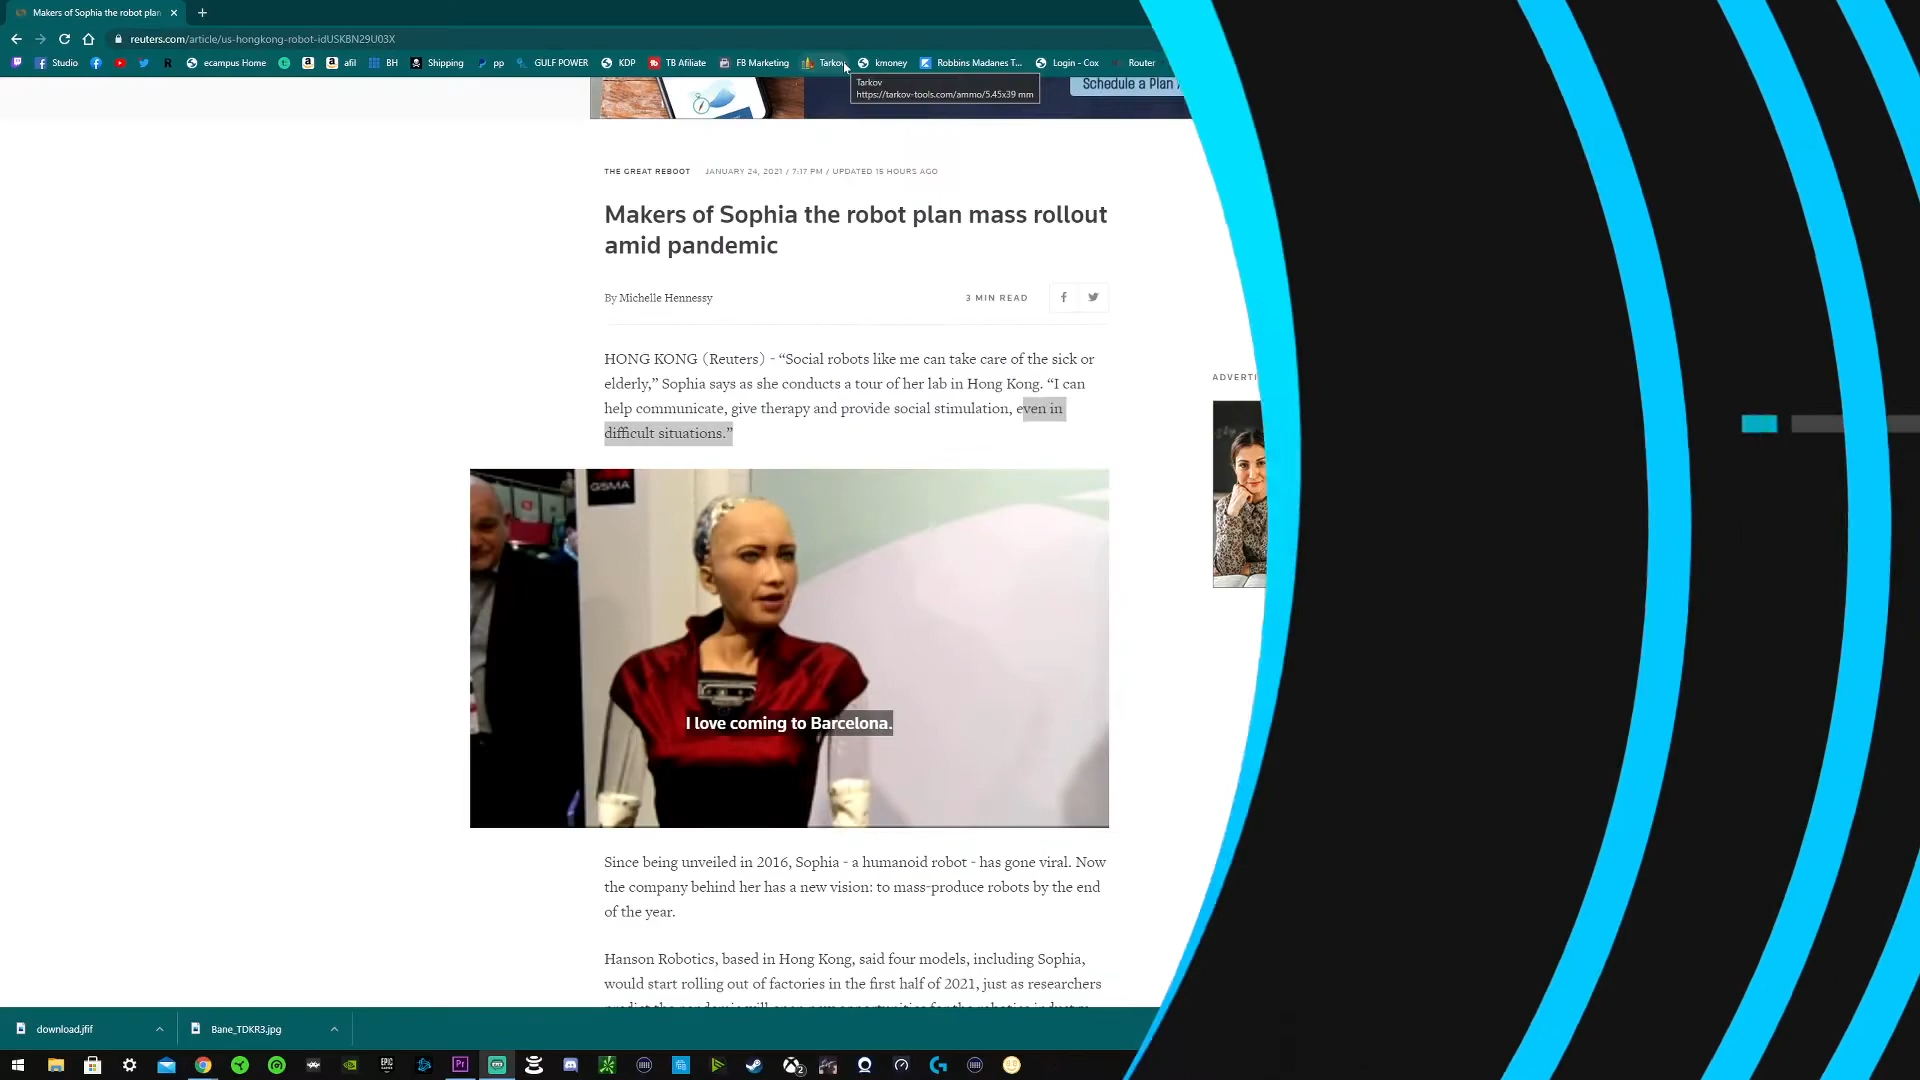 Makers of Sophia the robot plan
reuters.com/article/us-hongkong-robot-idUSKBN29U03X
Studio
ecampus Home
afil
BH
Shipping
pp
GULF POWER
KDP
TB Afiliate
FB Marketing
Tarkov
kmoney
Robbins Madanes T...
Login - Cox
Router
Tarkov
https://tarkov-tools.com/ammo/5.45x39 mm
Schedule a Plan
THE GREAT REBOOT JANUARY 24, 2021 / 7:17 PM / UPDATED 15 HOURS AGO
Makers of Sophia the robot plan mass rollout
amid pandemic
By Michelle Hennessy
3 MIN READ
HONG KONG (Reuters) - “Social robots like me can take care of the sick or
elderly,” Sophia says as she conducts a tour of her lab in Hong Kong. “I can
help communicate, give therapy and provide social stimulation, even in
difficult situations.”
ADVERTI
GSMA
I love coming to Barcelona.
Since being unveiled in 2016, Sophia - a humanoid robot - has gone viral. Now
the company behind her has a new vision: to mass-produce robots by the end
of the year.
Hanson Robotics, based in Hong Kong, said four models, including Sophia,
would start rolling out of factories in the first half of 2021, just as researchers
download.jfif
Bane_TDKR3.jpg